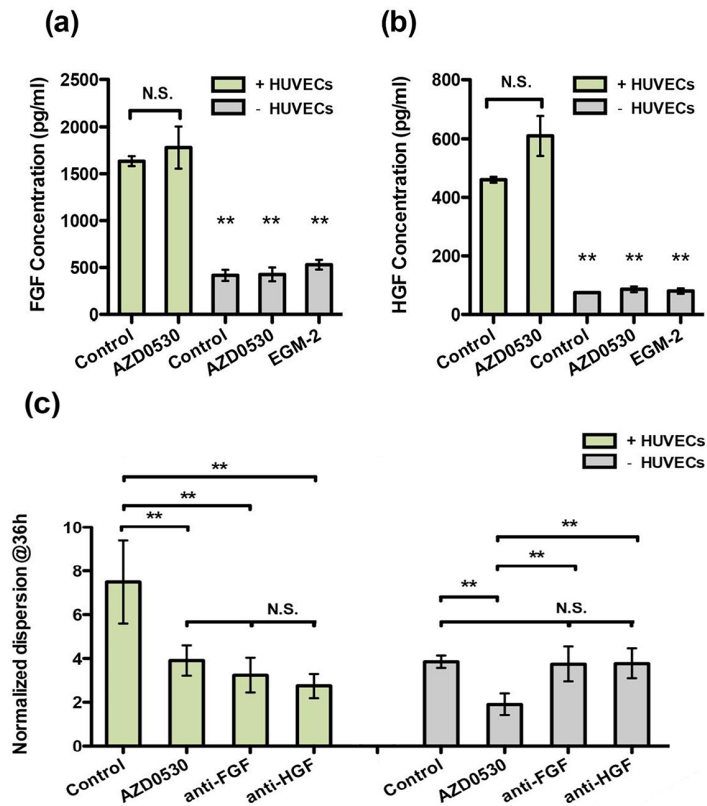 (a)
FGF Concentration (pg/ml)
2500
2000
1500
1000
500
0
N.S.
+ HUVECs
- HUVECs
**
**
**
Control
AZD0530
Control
AZD0530
EGM-2
(b)
HGF Concentration (pg/ml)
800
600
400
200
0
N.S.
+ HUVECs
- HUVECs
**
**
**
Control
AZD0530
Control
AZD0530
EGM-2
(c)
+ HUVECs
- HUVECs
Normalized dispersion @36h
10
8
6
4
2
0
**
**
**
N.S.
**
**
**
N.S.
Control
AZD0530
anti-FGF
anti-HGF
Control
AZD0530
anti-FGF
anti-HGF